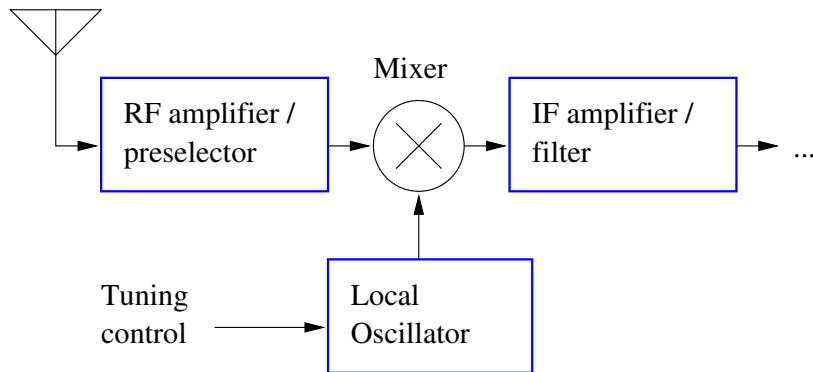 Mixer
RF amplifier /
preselector
IF amplifier /
filter
...
Tuning
control
Local
Oscillator